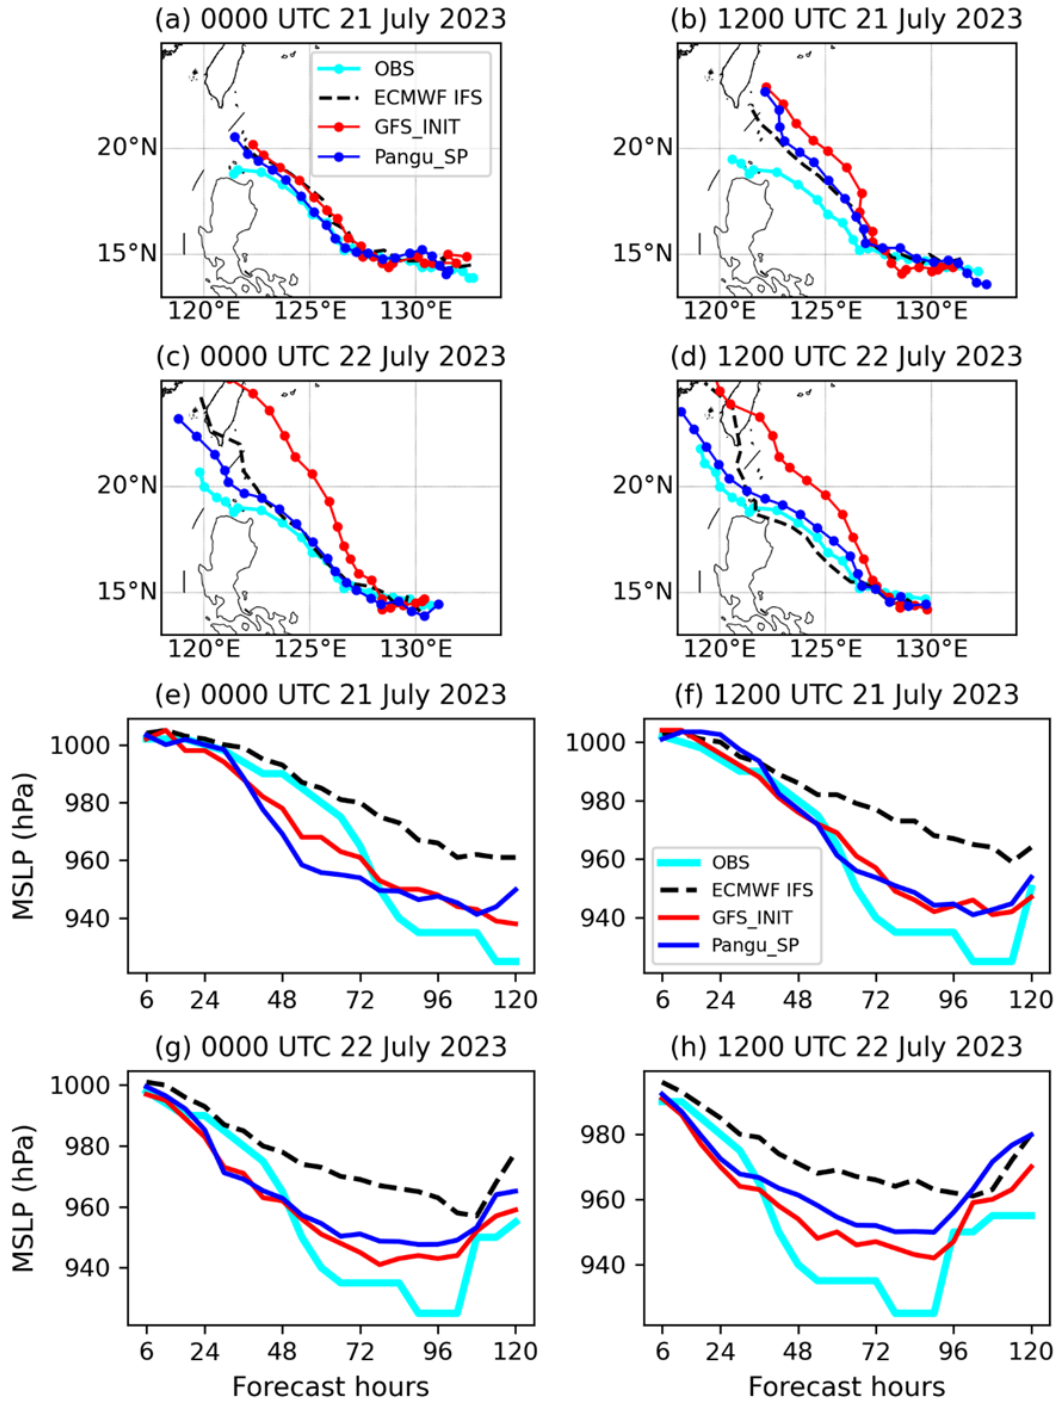 (a) 0000 UTC 21 July 2023
(b) 1200 UTC 21 July 2023
OBS
ECMWF IFS
GFS_INIT
Pangu_SP
20°N
15°N
120°E 125°E 130°E
20°N
15°N
120°E 125°E 130°E
(c) 0000 UTC 22 July 2023
(d) 1200 UTC 22 July 2023
20°N
15°N
120°E 125°E 130°E
20°N
15°N
120°E 125°E 130°E
(e) 0000 UTC 21 July 2023
(f) 1200 UTC 21 July 2023
MSLP (hPa)
1000
980
960
940
6 24 48 72 96 120
1000
980
960
940
OBS
ECMWF IFS
GFS_INIT
Pangu_SP
6 24 48 72 96 120
(g) 0000 UTC 22 July 2023
(h) 1200 UTC 22 July 2023
MSLP (hPa)
1000
980
960
940
6 24 48 72 96 120
Forecast hours
980
960
940
6 24 48 72 96 120
Forecast hours